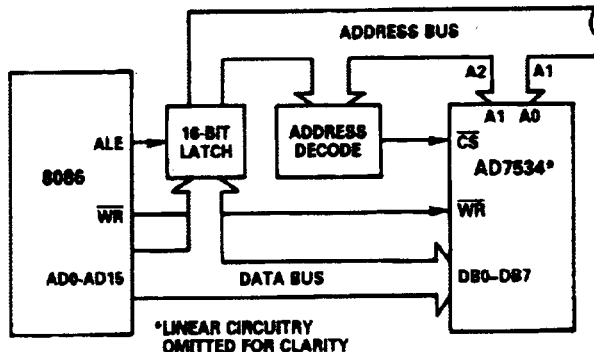 ADDRESS BUS
A2 A1
ALE
16-BIT
LATCH
ADDRESS
DECODE
A1 A0
CS
AD7534*
8086
WR
WR
AD0-AD15
DATA BUS
DB0–DB7
*LINEAR CIRCUITRY
OMITTED FOR CLARITY